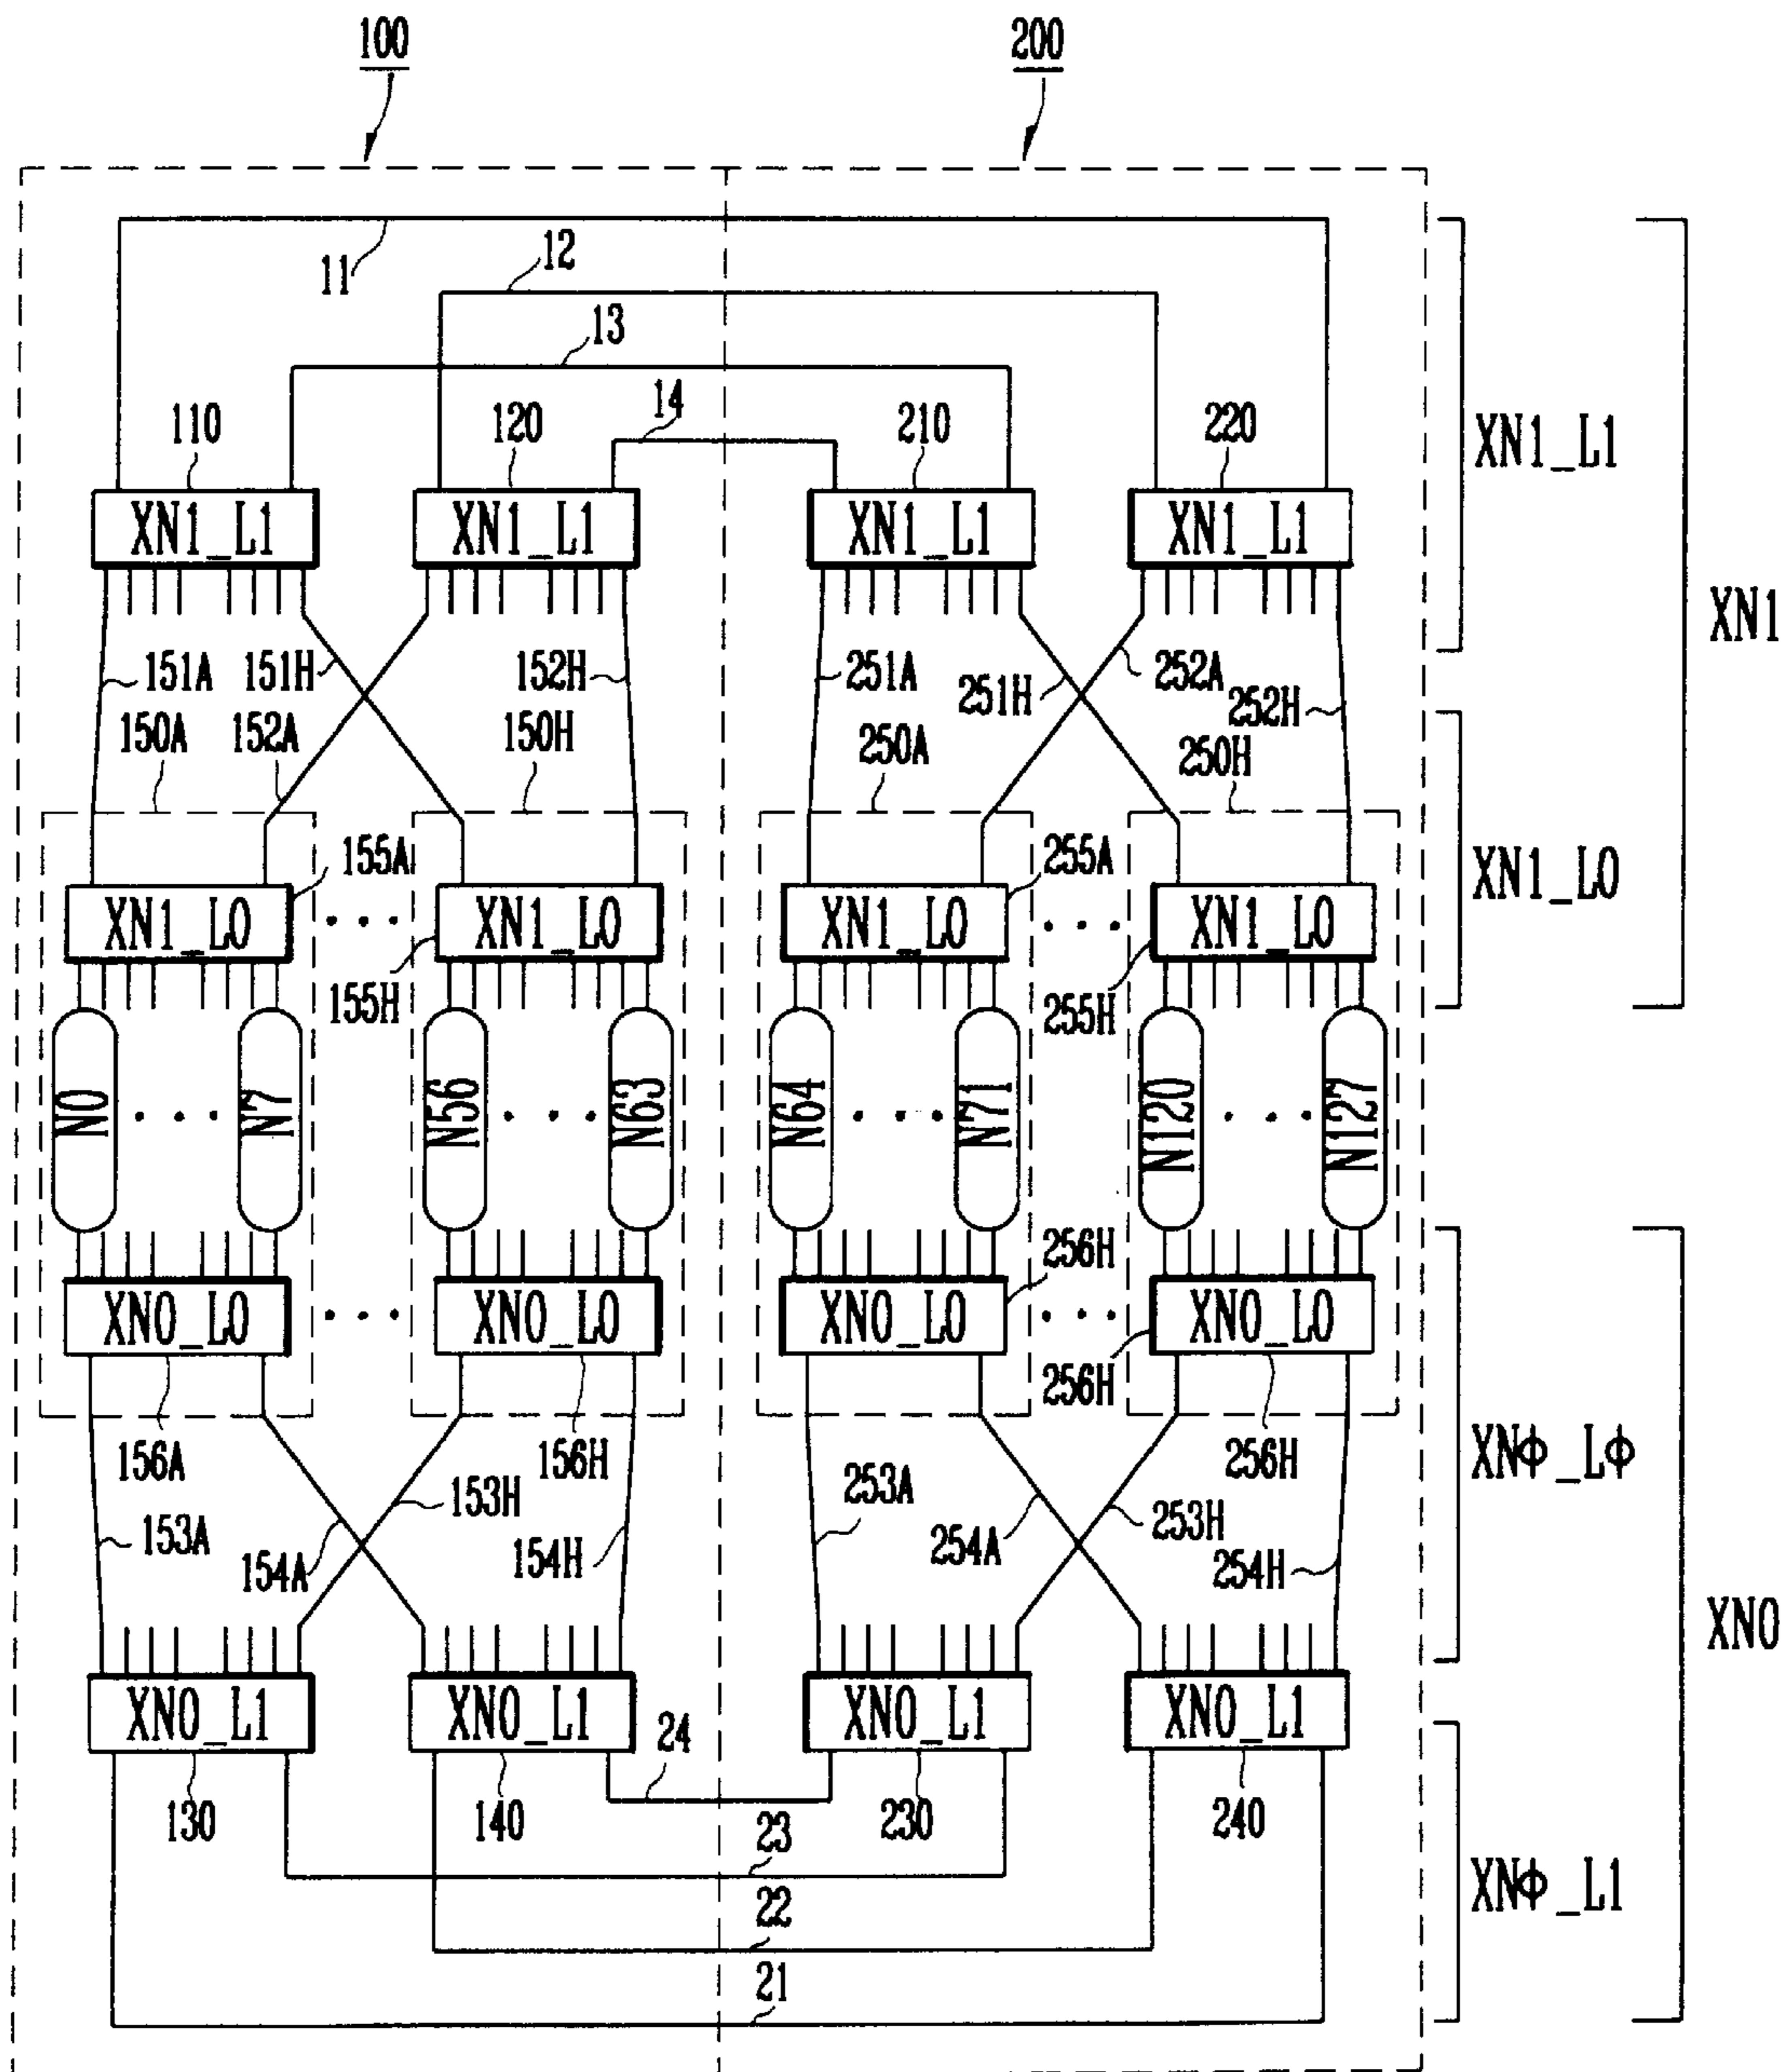 100 200
11 12
13
14
110 120 210 220
XN1_L1
XN1_L1 XN1_L1 XN1_L1 XN1_L1
XN1
151A 151H 152H 251A 251H 252A 252H
150A 152A 150H 250A 250H
155A 255A
XN1_L0
XN1_L0 XN1_L0 XN1_L0 XN1_L0
155H 255H
N0 N7 N56 N63 N64 N71 N120 N127
256H
XN0_L0 XN0_L0 XN0_L0 XN0_L0
256H
156A 156H 256H
XNΦ_LΦ
153A 154A 153H 154H 253A 254A 253H 254H
XN0
XN0_L1 XN0_L1 XN0_L1 XN0_L1
24
130 140 230 240
23
XNΦ_L1
22
21